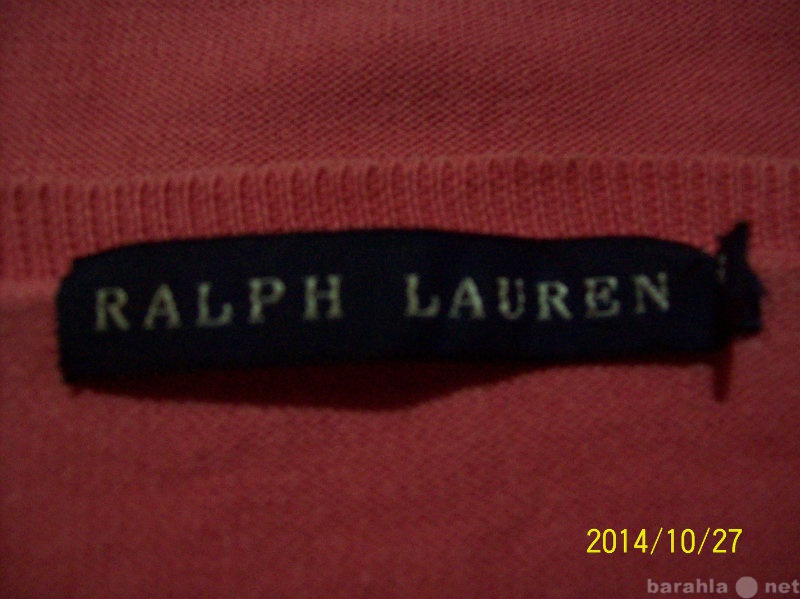 RALPH LAUREN
2014/10/27
barahla net